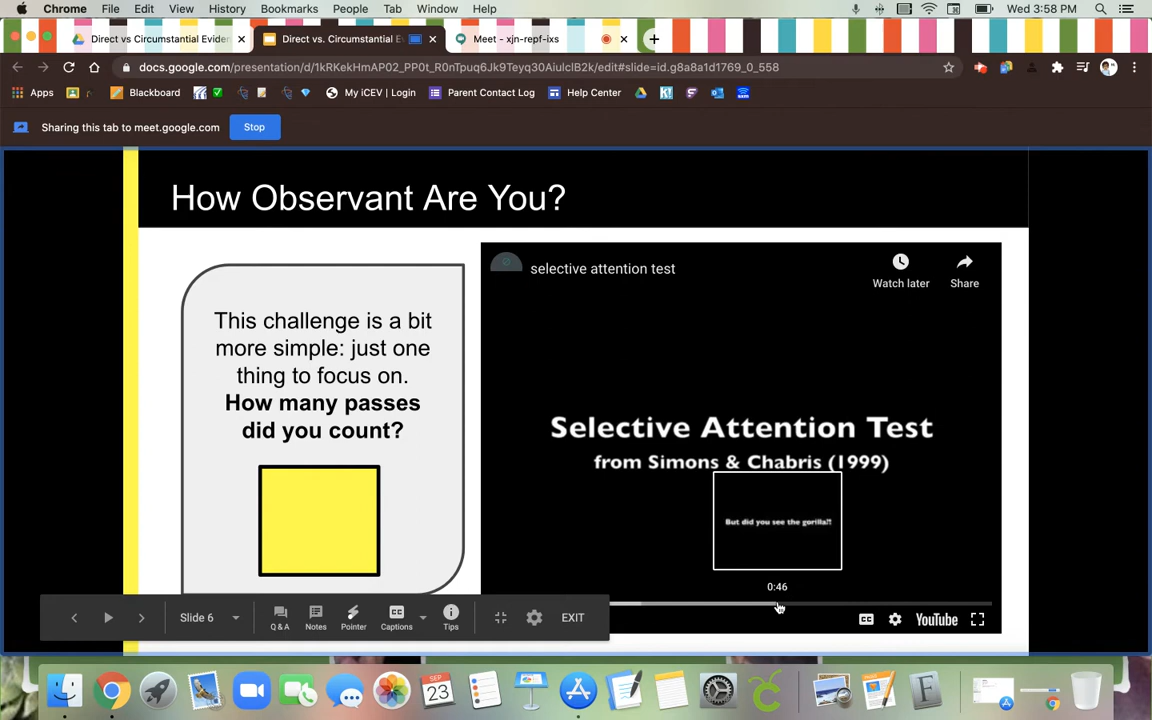 Chrome File Edit View History Bookmarks People Tab Window Help Wed 3:58 PM
Direct vs Circumstantial Eviden Direct vs. Circumstantial E Meet - xjn-repf-ixs
docs.google.com/presentation/d/1kRKekHmAP02_PP0t_R0nTpuq6Jk9Teyq30AiulclB2k/edit#slide=id.g8a8a1d1769_0_558
Apps Blackboard My iCEV | Login Parent Contact Log Help Center
Sharing this tab to meet.google.com Stop
How Observant Are You?
selective attention test
Watch later Share
This challenge is a bit
more simple: just one
thing to focus on.
How many passes
did you count?
Selective Attention Test
from Simons & Chabris (1999)
But did you see the gorilla?!
0:46
Slide 6 Q & A Notes Pointer CC Captions Tips EXIT
CC YouTube
SEP
23